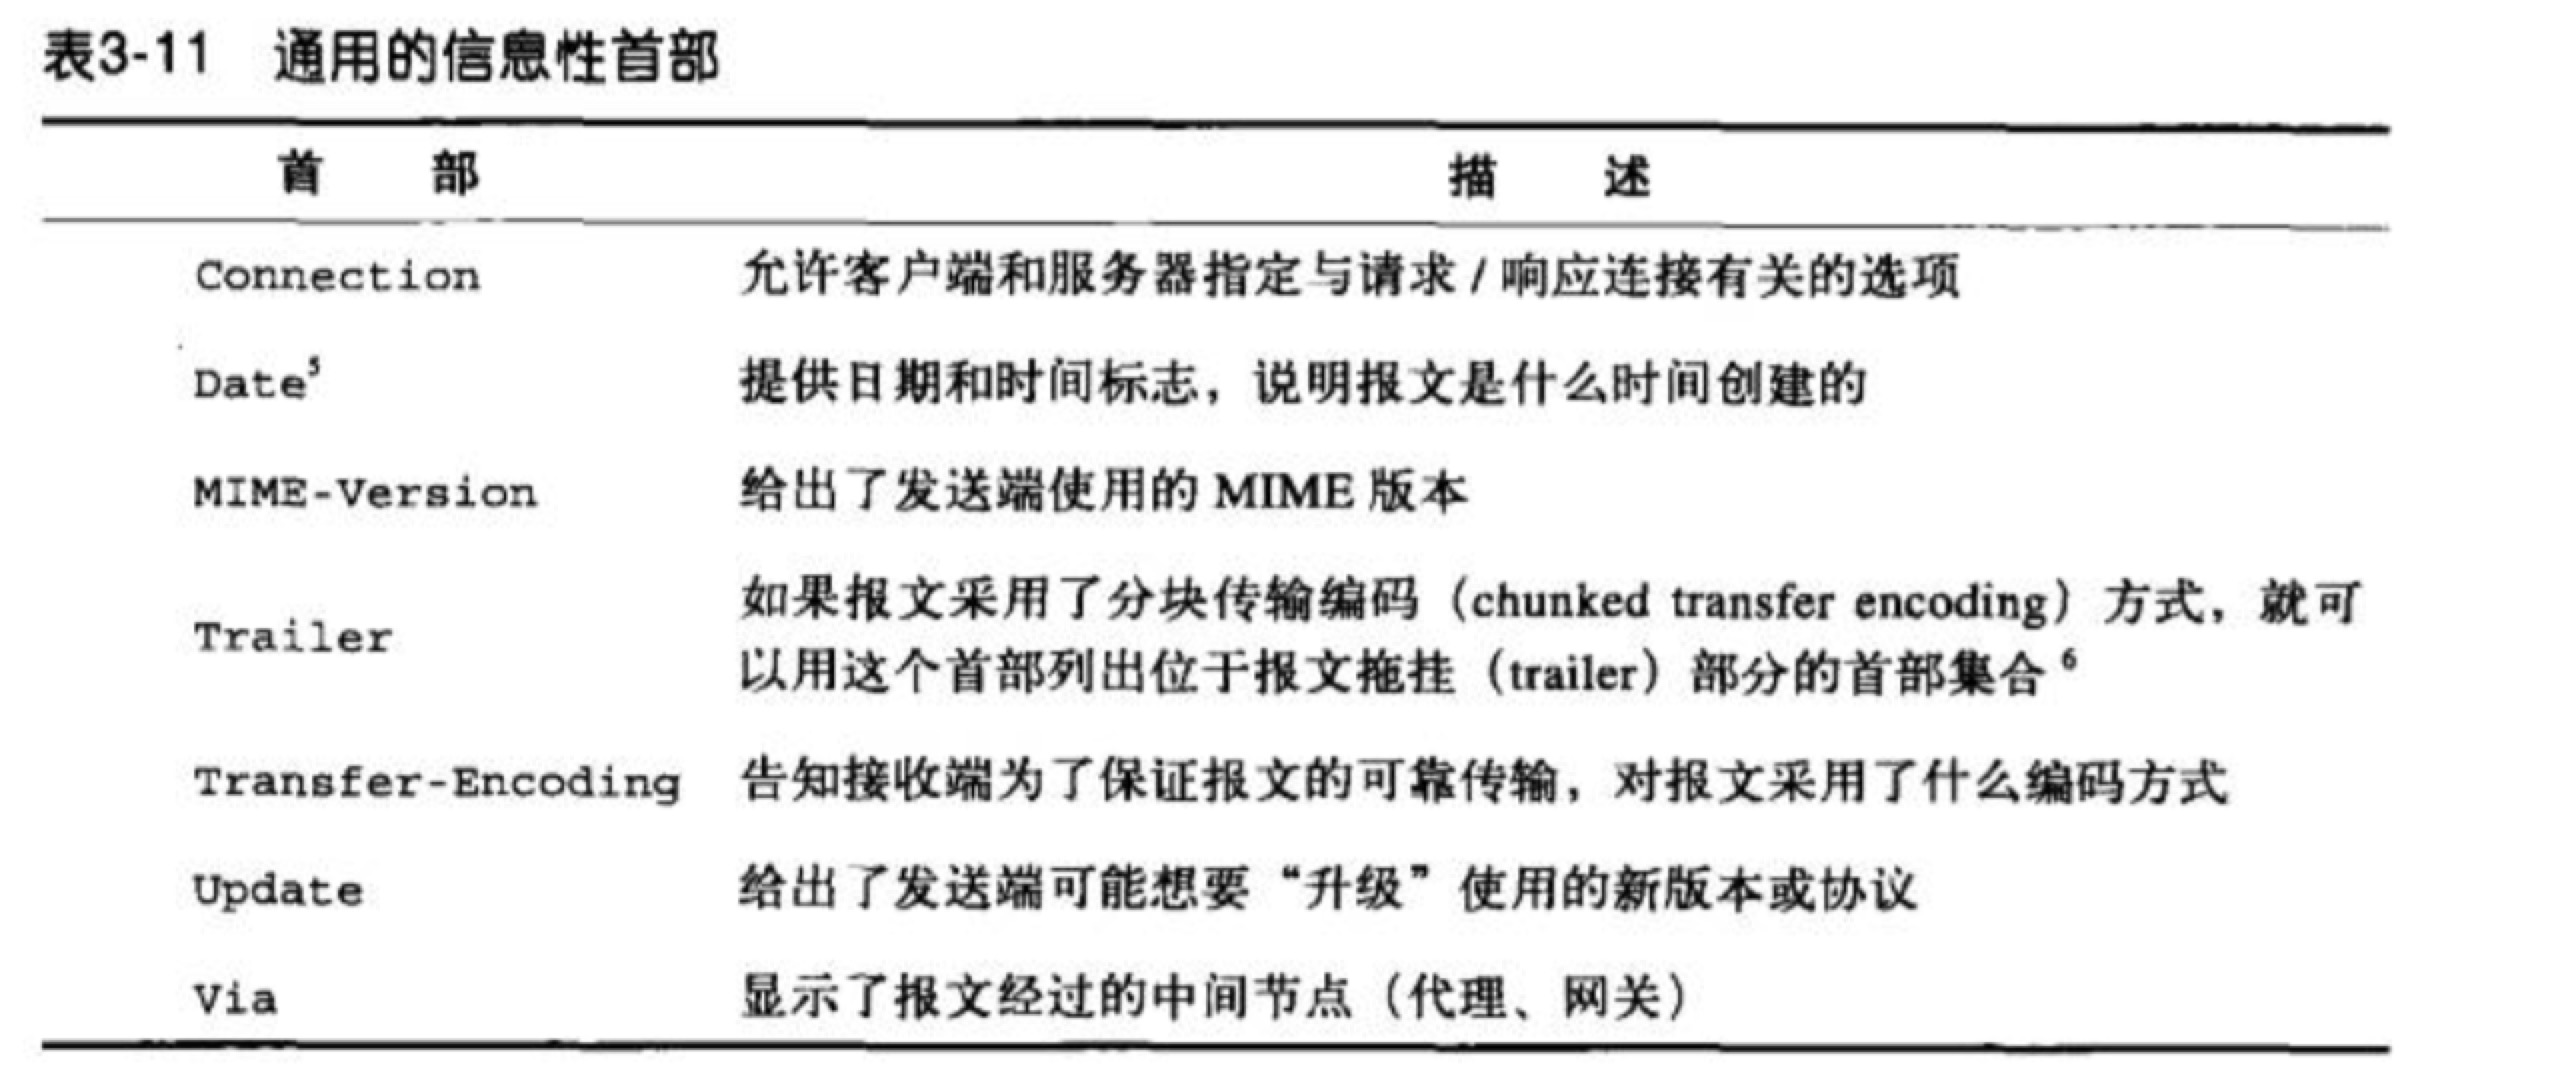 表3-11 通用的信息性首部
首 部 描 述
Connection 允许客户端和服务器指定与请求/响应连接有关的选项
Date⁵ 提供日期和时间标志，说明报文是什么时间创建的
MIME-Version 给出了发送端使用的 MIME 版本
Trailer 如果报文采用了分块传输编码（chunked transfer encoding）方式，就可
以用这个首部列出位于报文拖挂（trailer）部分的首部集合⁶
Transfer-Encoding 告知接收端为了保证报文的可靠传输，对报文采用了什么编码方式
Update 给出了发送端可能想要“升级”使用的新版本或协议
Via 显示了报文经过的中间节点（代理、网关）